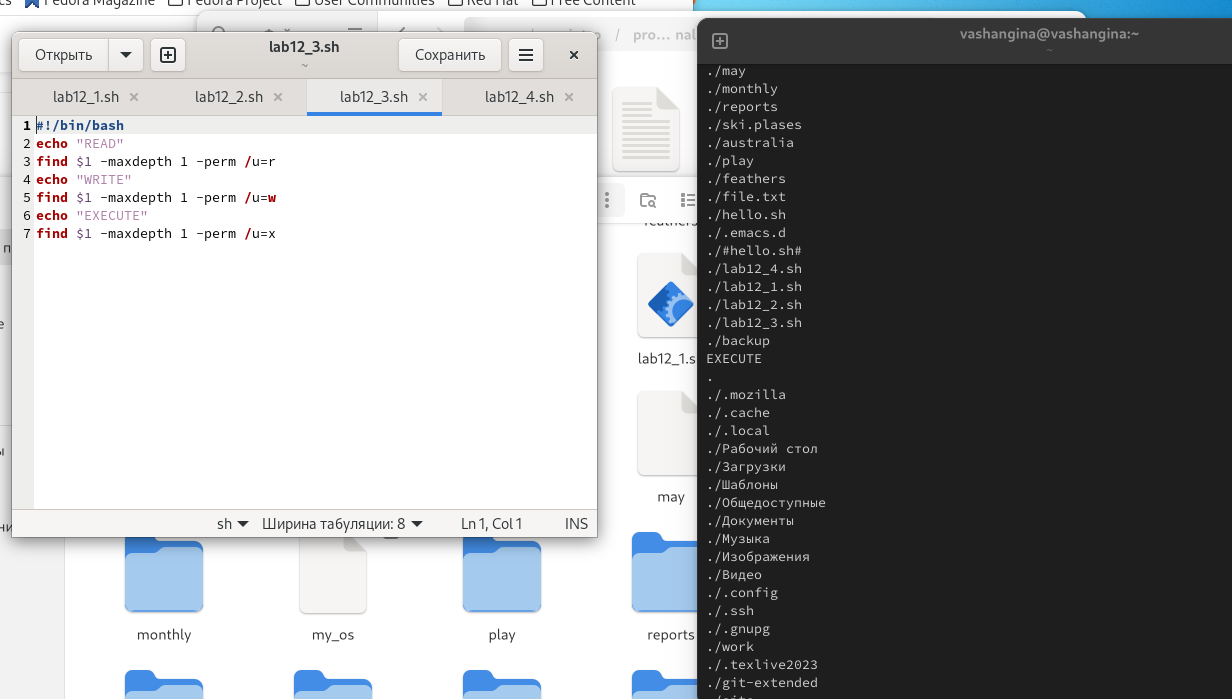 Fedora Magazine
Fedora Project
User Communities
Red Hat
Free Content
Открыть
lab12_3.sh
~
Сохранить
lab12_1.sh
lab12_2.sh
lab12_3.sh
lab12_4.sh
1 #!/bin/bash
2 echo "READ"
3 find $1 -maxdepth 1 -perm /u=r
4 echo "WRITE"
5 find $1 -maxdepth 1 -perm /u=w
6 echo "EXECUTE"
7 find $1 -maxdepth 1 -perm /u=x
sh
Ширина табуляции: 8
Ln 1, Col 1
INS
/ pro... nal
feathers
lab12_1.s
may
monthly
my_os
play
reports
vashangina@vashangina:~
~
./may
./monthly
./reports
./ski.plases
./australia
./play
./feathers
./file.txt
./hello.sh
./.emacs.d
./#hello.sh#
./lab12_4.sh
./lab12_1.sh
./lab12_2.sh
./lab12_3.sh
./backup
EXECUTE
.
./.mozilla
./.cache
./.local
./Рабочий стол
./Загрузки
./Шаблоны
./Общедоступные
./Документы
./Музыка
./Изображения
./Видео
./.config
./.ssh
./.gnupg
./work
./.texlive2023
./git-extended